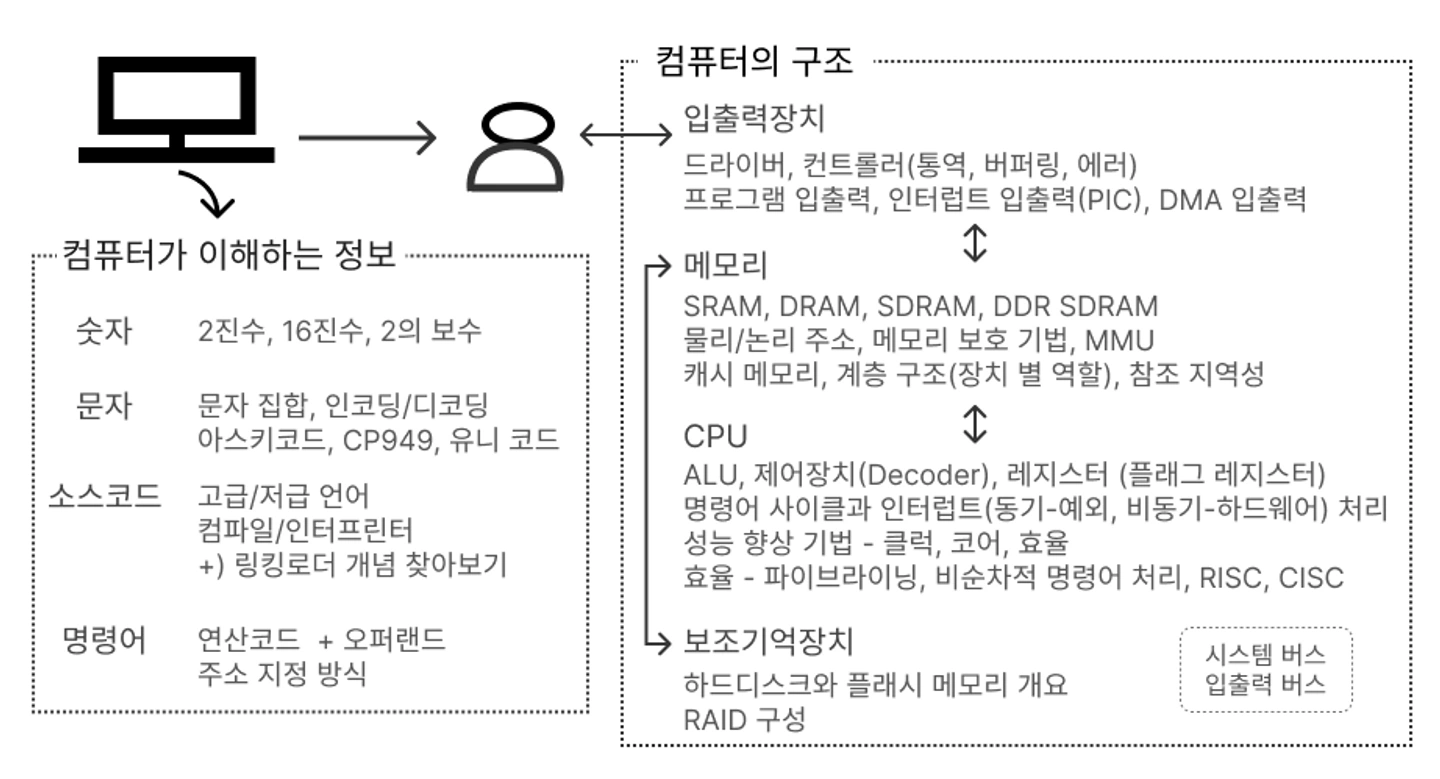 컴퓨터가 이해하는 정보
숫자
2진수, 16진수, 2의 보수
문자
문자 집합, 인코딩/디코딩
아스키코드, CP949, 유니 코드
소스코드
고급/저급 언어
컴파일/인터프린터
+) 링킹로더 개념 찾아보기
명령어
연산코드 + 오퍼랜드
주소 지정 방식
컴퓨터의 구조
입출력장치
드라이버, 컨트롤러(통역, 버퍼링, 에러)
프로그램 입출력, 인터럽트 입출력(PIC), DMA 입출력
메모리
SRAM, DRAM, SDRAM, DDR SDRAM
물리/논리 주소, 메모리 보호 기법, MMU
캐시 메모리, 계층 구조(장치 별 역할), 참조 지역성
CPU
ALU, 제어장치(Decoder), 레지스터 (플래그 레지스터)
명령어 사이클과 인터럽트(동기-예외, 비동기-하드웨어) 처리
성능 향상 기법 - 클럭, 코어, 효율
효율 - 파이브라이닝, 비순차적 명령어 처리, RISC, CISC
보조기억장치
하드디스크와 플래시 메모리 개요
RAID 구성
시스템 버스
입출력 버스